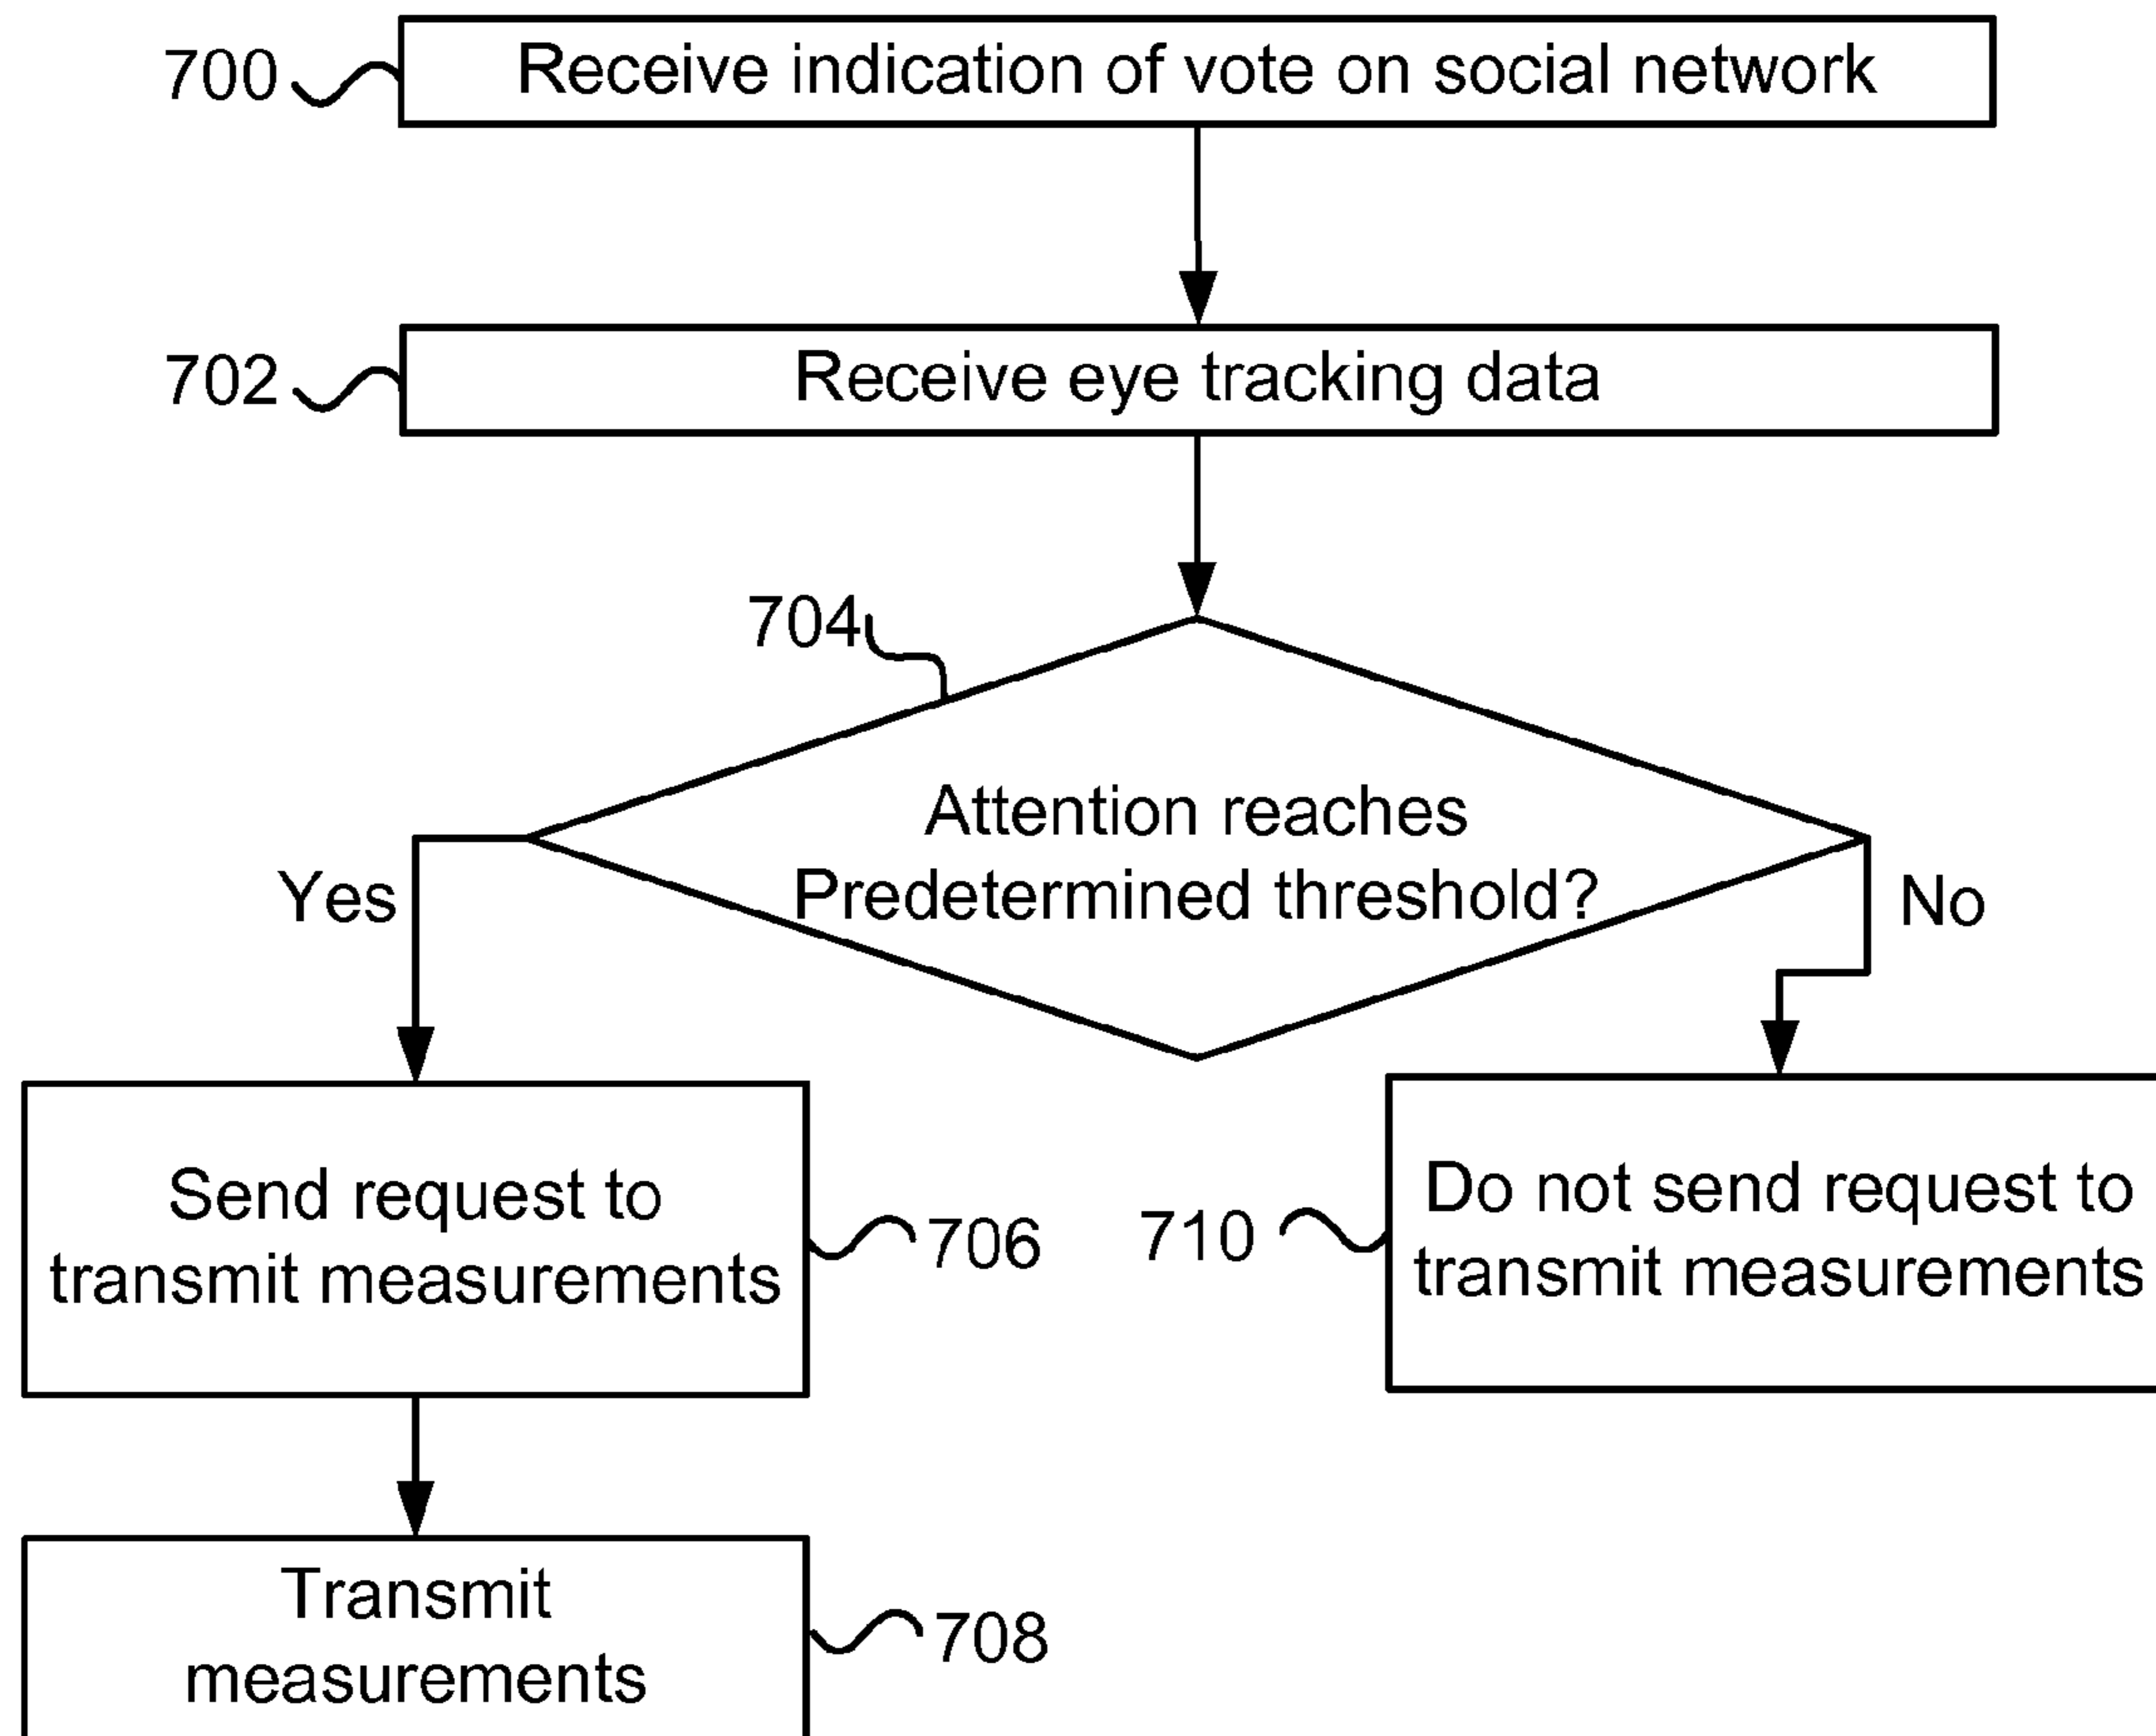 700
Receive indication of vote on social network
702
Receive eye tracking data
704
Attention reaches
Predetermined threshold?
Yes
No
Send request to
transmit measurements
706
710
Do not send request to
transmit measurements
Transmit
measurements
708